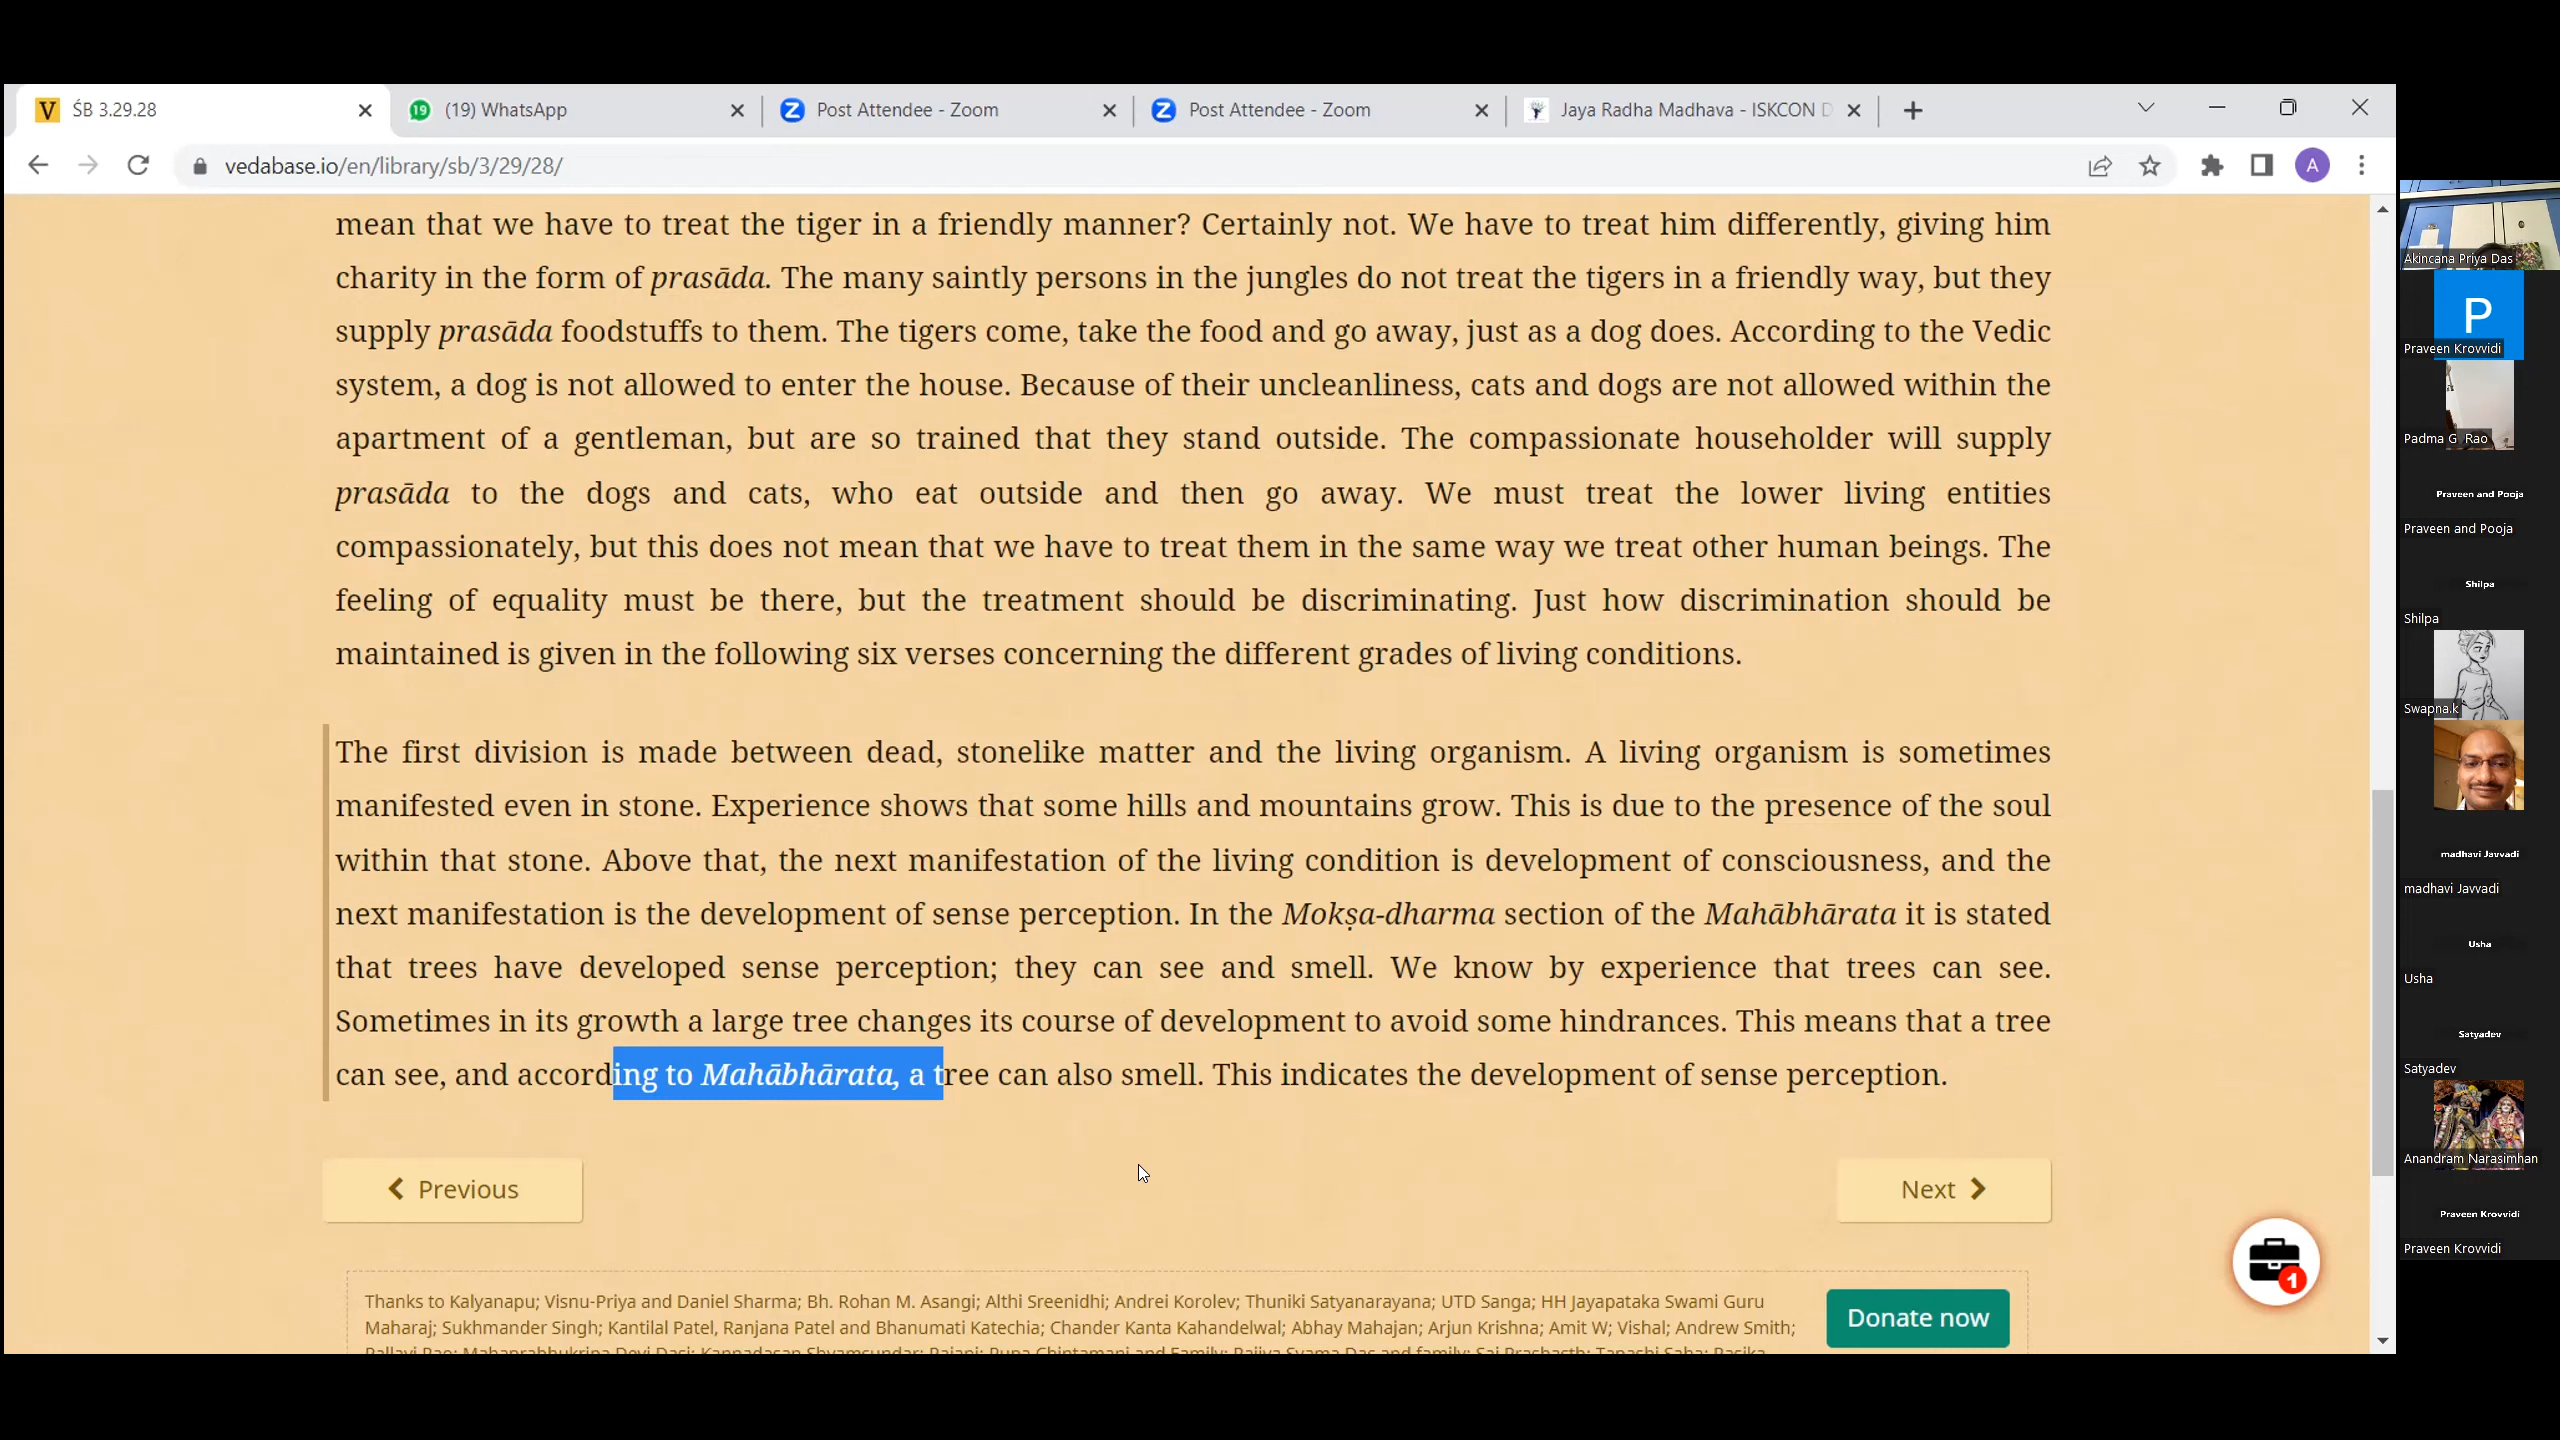 ŚB 3.29.28
(19) WhatsApp
Post Attendee - Zoom
Post Attendee - Zoom
Jaya Radha Madhava - ISKCON D
vedabase.io/en/library/sb/3/29/28/
A
mean that we have to treat the tiger in a friendly manner? Certainly not. We have to treat him differently, giving him
charity in the form of prasāda. The many saintly persons in the jungles do not treat the tigers in a friendly way, but they
supply prasāda foodstuffs to them. The tigers come, take the food and go away, just as a dog does. According to the Vedic
system, a dog is not allowed to enter the house. Because of their uncleanliness, cats and dogs are not allowed within the
apartment of a gentleman, but are so trained that they stand outside. The compassionate householder will supply
prasāda to the dogs and cats, who eat outside and then go away. We must treat the lower living entities
compassionately, but this does not mean that we have to treat them in the same way we treat other human beings. The
feeling of equality must be there, but the treatment should be discriminating. Just how discrimination should be
maintained is given in the following six verses concerning the different grades of living conditions.
The first division is made between dead, stonelike matter and the living organism. A living organism is sometimes
manifested even in stone. Experience shows that some hills and mountains grow. This is due to the presence of the soul
within that stone. Above that, the next manifestation of the living condition is development of consciousness, and the
next manifestation is the development of sense perception. In the Mokṣa-dharma section of the Mahābhārata it is stated
that trees have developed sense perception; they can see and smell. We know by experience that trees can see.
Sometimes in its growth a large tree changes its course of development to avoid some hindrances. This means that a tree
can see, and according to Mahābhārata, a tree can also smell. This indicates the development of sense perception.
Previous
Next
1
Thanks to Kalyanapu; Visnu-Priya and Daniel Sharma; Bh. Rohan M. Asangi; Althi Sreenidhi; Andrei Korolev; Thuniki Satyanarayana; UTD Sanga; HH Jayapataka Swami Guru
Maharaj; Sukhmander Singh; Kantilal Patel, Ranjana Patel and Bhanumati Katechia; Chander Kanta Kahandelwal; Abhay Mahajan; Arjun Krishna; Amit W; Vishal; Andrew Smith;
Donate now
Akincana Priya Das
P
Praveen Krovvidi
Padma G Rao
Praveen and Pooja
Praveen and Pooja
Shilpa
Shilpa
Swapna.k
madhavi Javvadi
madhavi Javvadi
Usha
Usha
Satyadev
Satyadev
Anandram Narasimhan
Praveen Krovvidi
Praveen Krovvidi